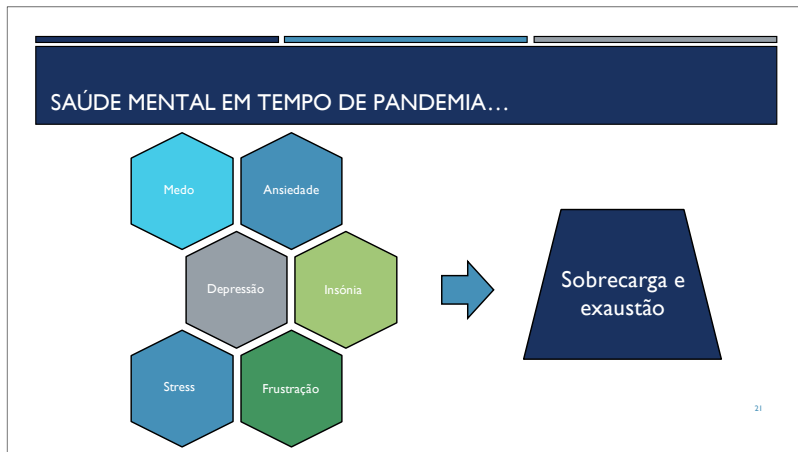 SAÚDE MENTAL EM TEMPO DE PANDEMIA...
Medo
Ansiedade
Depressão
Insónia
Stress
Frustração
Sobrecarga e
exaustão
21